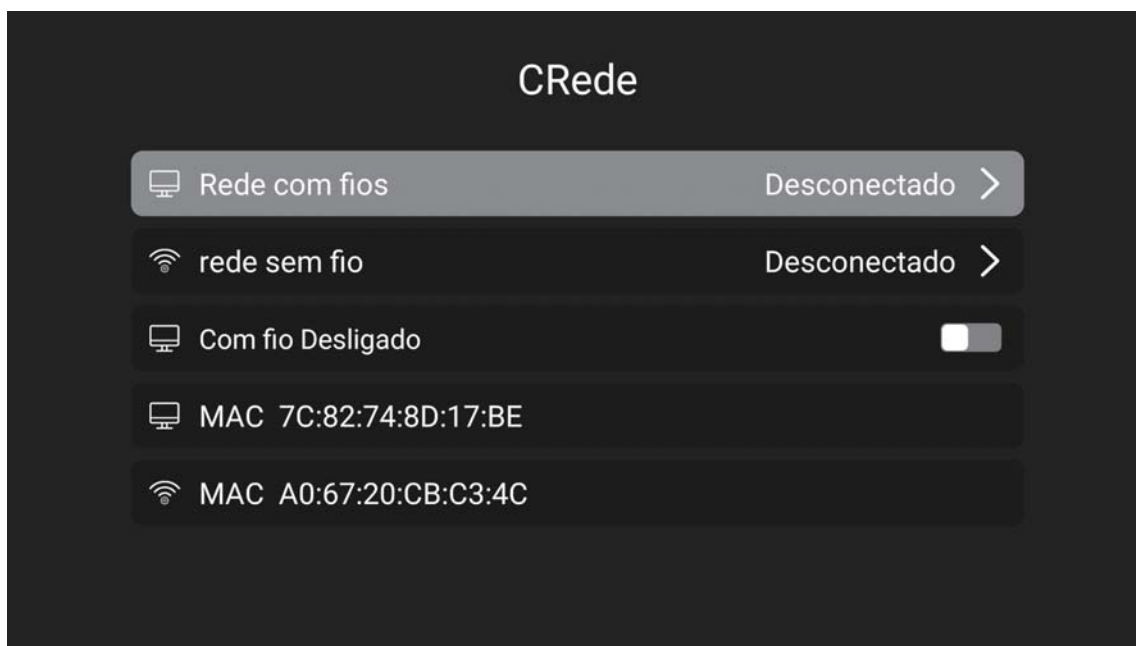 CRede
Rede com fios Desconectado
rede sem fio Desconectado
Com fio Desligado
MAC 7C:82:74:8D:17:BE
MAC A0:67:20:CB:C3:4C